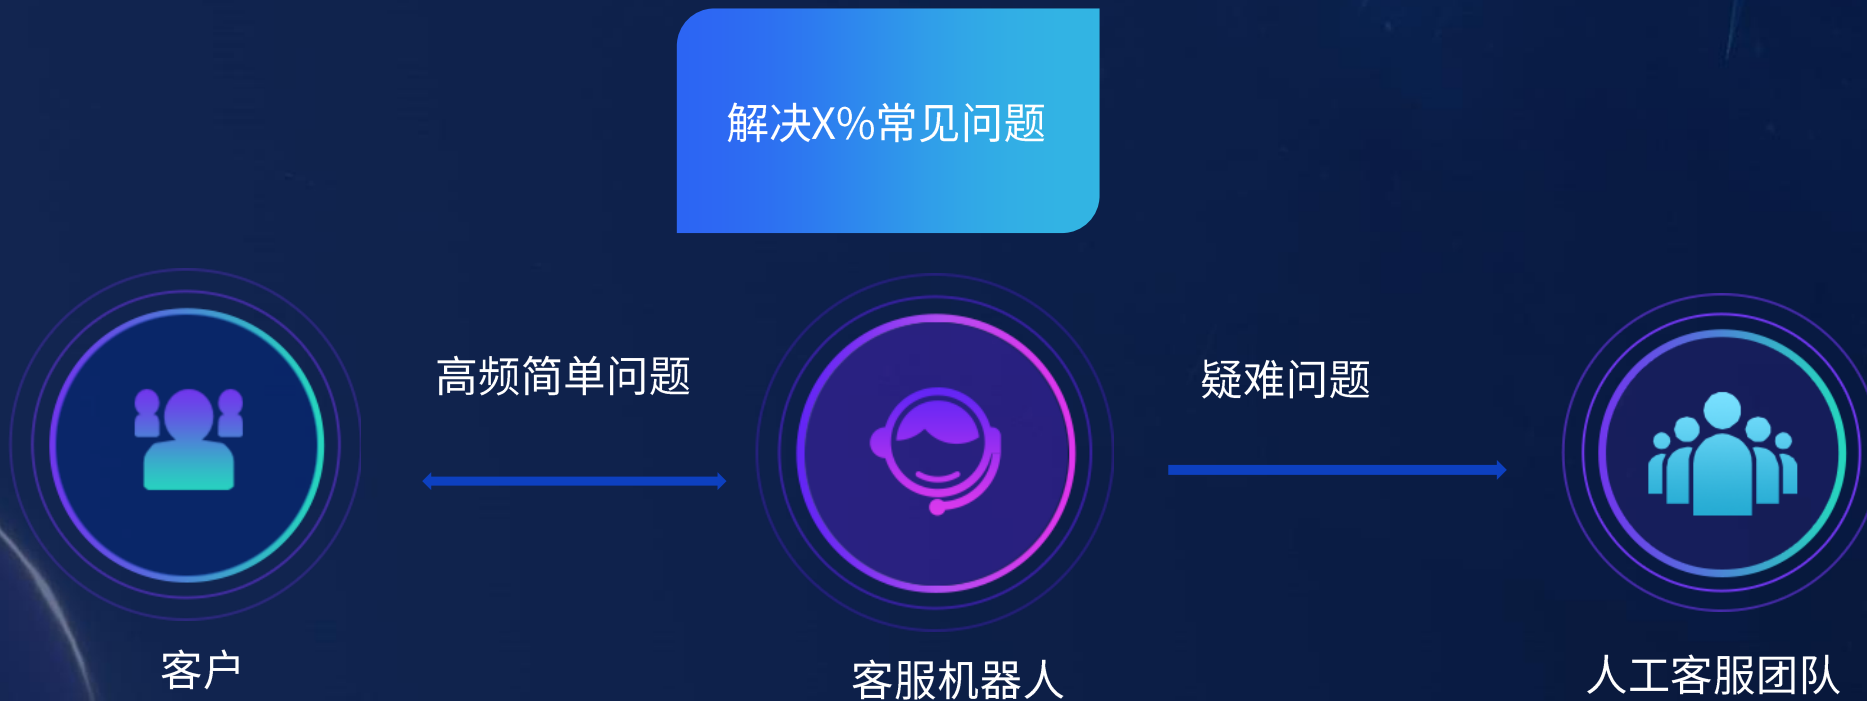 解决X%常见问题
高频简单问题
疑难问题
客户
客服机器人
人工客服团队